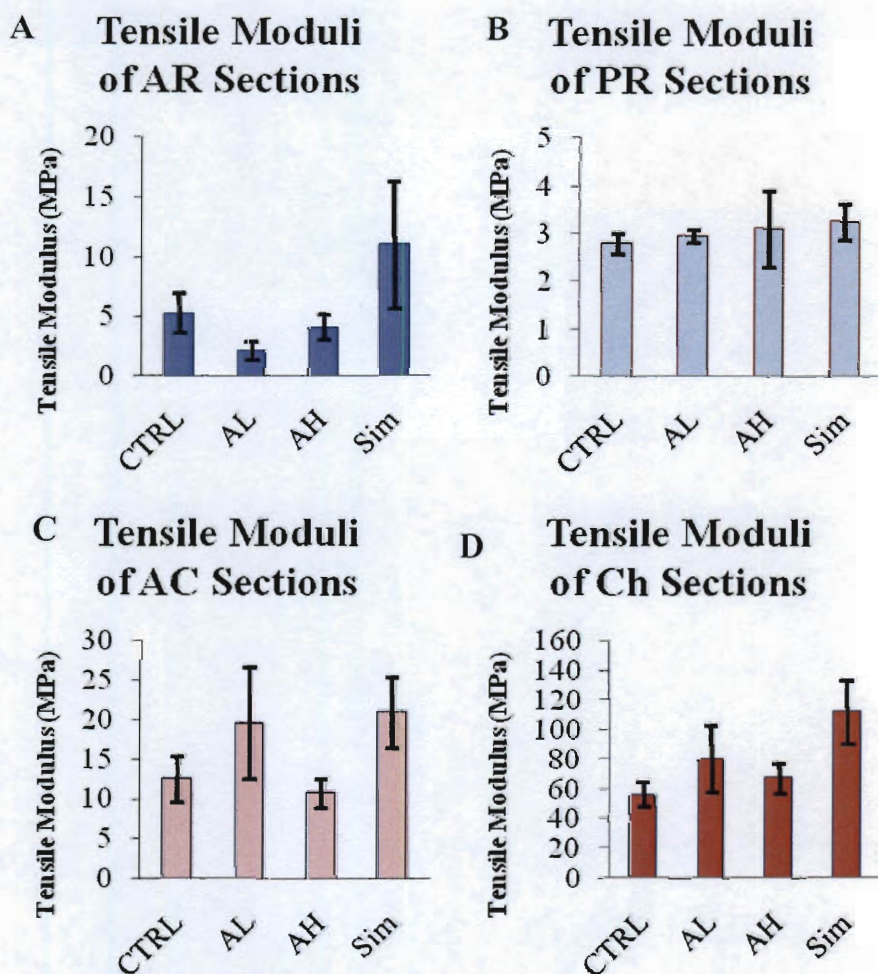 A
Tensile Moduli
of AR Sections
Tensile Modulus (MPa)
20
15
10
5
0
CTRL
AL
AH
Sim
B
Tensile Moduli
of PR Sections
Tensile Modulus (MPa)
5
4
3
2
1
0
CTRL
AL
AH
Sim
C
Tensile Moduli
of AC Sections
Tensile Modulus (MPa)
30
25
20
15
10
5
0
CTRL
AL
AH
Sim
D
Tensile Moduli
of Ch Sections
Tensile Modulus (MPa)
160
140
120
100
80
60
40
20
0
CTRL
AL
AH
Sim